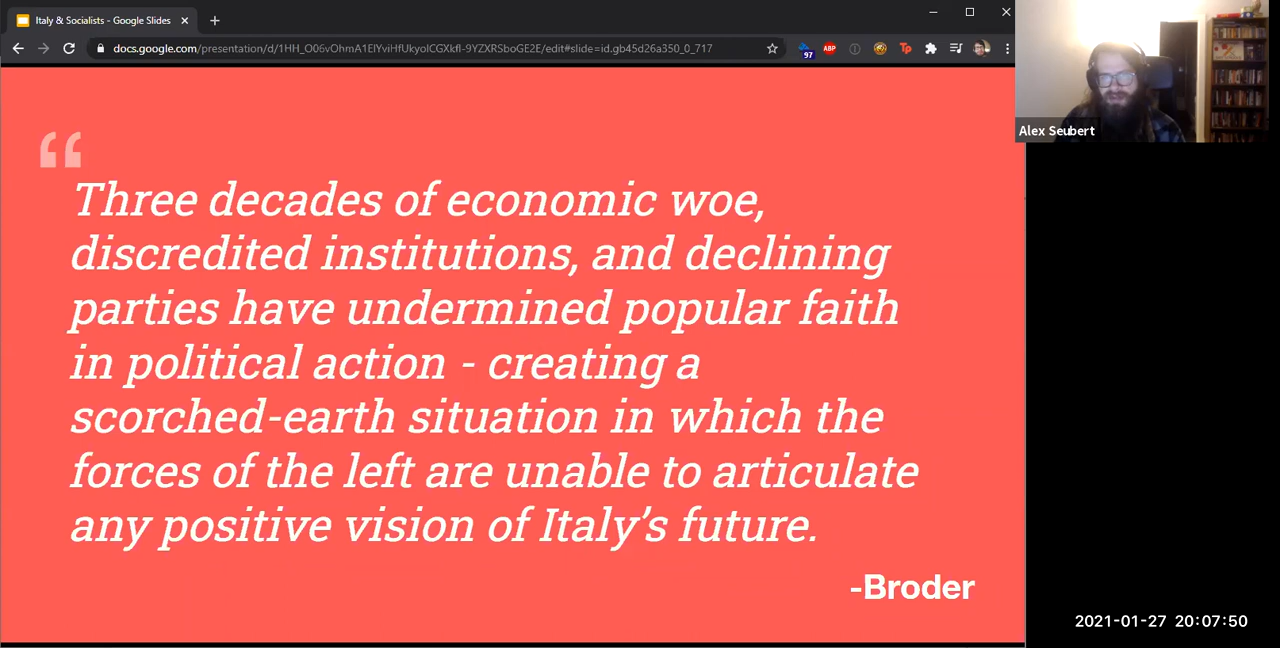 Italy & Socialists - Google Slides
docs.google.com/presentation/d/1HH_O06vOhmA1ElYviHfUkyolCGXkfl-9YZXRSboGE2E/edit#slide=id.gb45d26a350_0_717
97
ABP
Tp
Alex Seubert
“
Three decades of economic woe,
discredited institutions, and declining
parties have undermined popular faith
in political action - creating a
scorched-earth situation in which the
forces of the left are unable to articulate
any positive vision of Italy’s future.
-Broder
2021-01-27 20:07:50